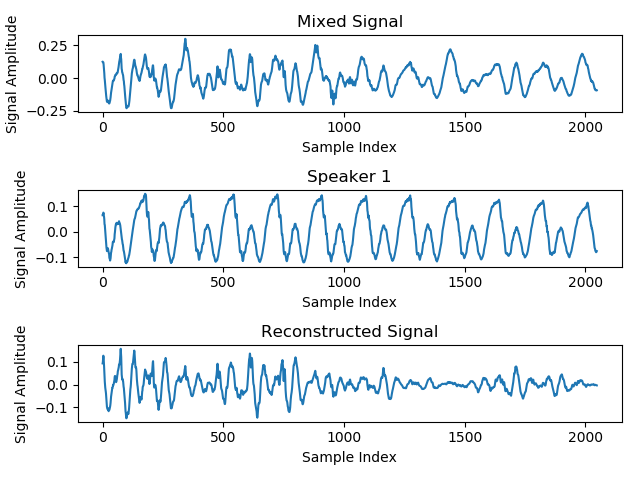 Mixed Signal
Signal Amplitude
0.25
0.00
−0.25
0 500 1000 1500 2000
Sample Index
Speaker 1
Signal Amplitude
0.1
0.0
−0.1
0 500 1000 1500 2000
Sample Index
Reconstructed Signal
Signal Amplitude
0.1
0.0
−0.1
0 500 1000 1500 2000
Sample Index